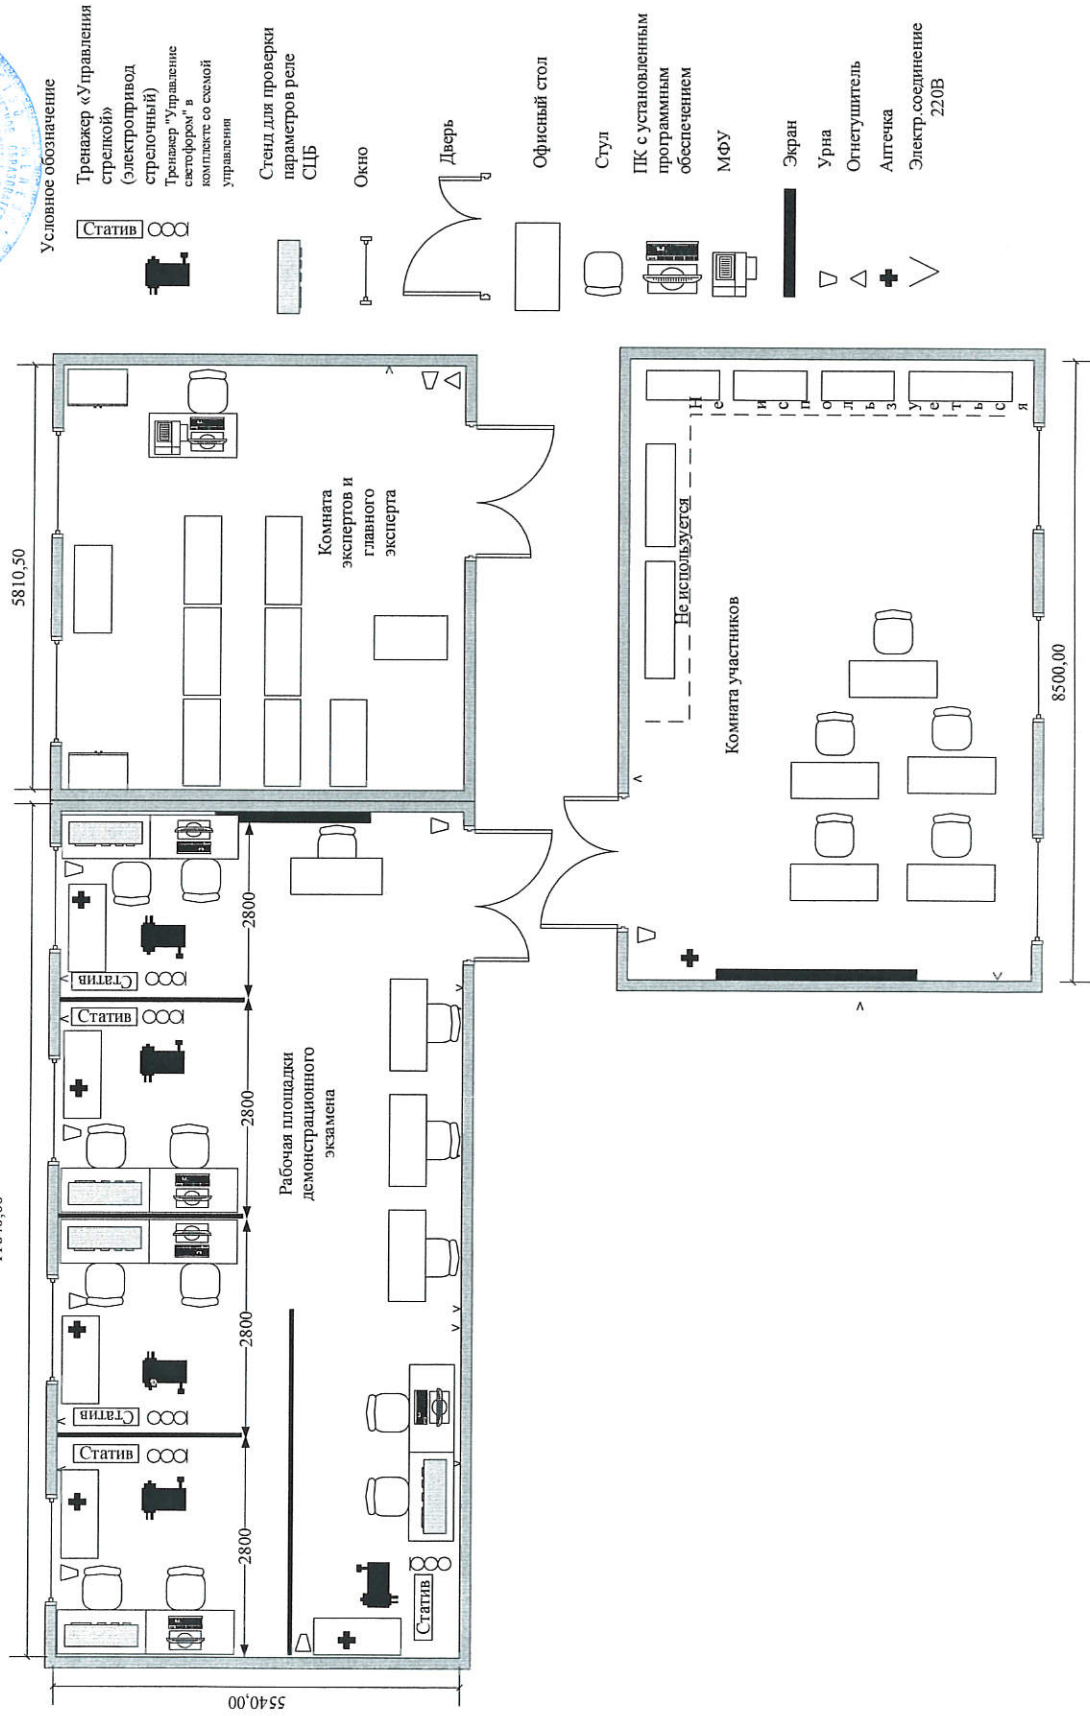 Условное обозначение
Тренажер «Управления
стрелкой»
(электропривод
стрелочный)
Тренажер "Управление
светофором" в
комплекте со схемой
управления
Статив
Стенд для проверки
параметров реле
СЦБ
Окно
Дверь
Офисный стол
Стул
ПК с установленным
программным
обеспечением
МФУ
Экран
Урна
Огнетушитель
Аптечка
Электр.соединение
220В
5810,50
Комната
экспертов и
главного
эксперта
Статив
Статив
Статив
Статив
2800
2800
2800
2800
Рабочая площадки
демонстрационного
экзамена
Статив
5540,00
Не используется
Не используеться
Комната участников
8500,00